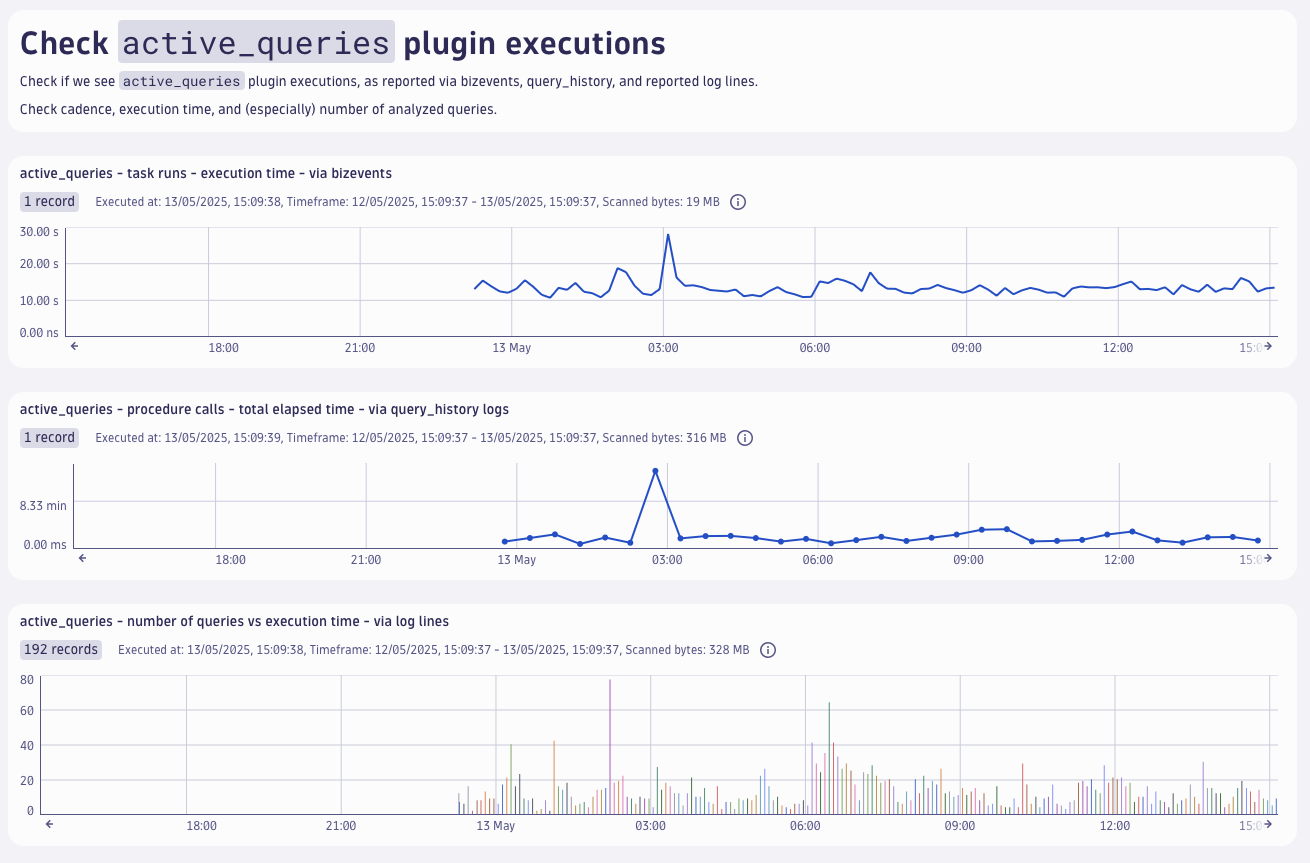 Check active_queries plugin executions
Check if we see active_queries plugin executions, as reported via bizevents, query_history, and reported log lines.
Check cadence, execution time, and (especially) number of analyzed queries.
active_queries - task runs - execution time - via bizevents
1 record Executed at: 13/05/2025, 15:09:38, Timeframe: 12/05/2025, 15:09:37 - 13/05/2025, 15:09:37, Scanned bytes: 19 MB
30.00 s
20.00 s
10.00 s
0.00 ns
18:00 21:00 13 May 03:00 06:00 09:00 12:00 15:0
active_queries - procedure calls - total elapsed time - via query_history logs
1 record Executed at: 13/05/2025, 15:09:39, Timeframe: 12/05/2025, 15:09:37 - 13/05/2025, 15:09:37, Scanned bytes: 316 MB
8.33 min
0.00 ms
18:00 21:00 13 May 03:00 06:00 09:00 12:00 15:0
active_queries - number of queries vs execution time - via log lines
192 records Executed at: 13/05/2025, 15:09:38, Timeframe: 12/05/2025, 15:09:37 - 13/05/2025, 15:09:37, Scanned bytes: 328 MB
80
60
40
20
0
18:00 21:00 13 May 03:00 06:00 09:00 12:00 15:0